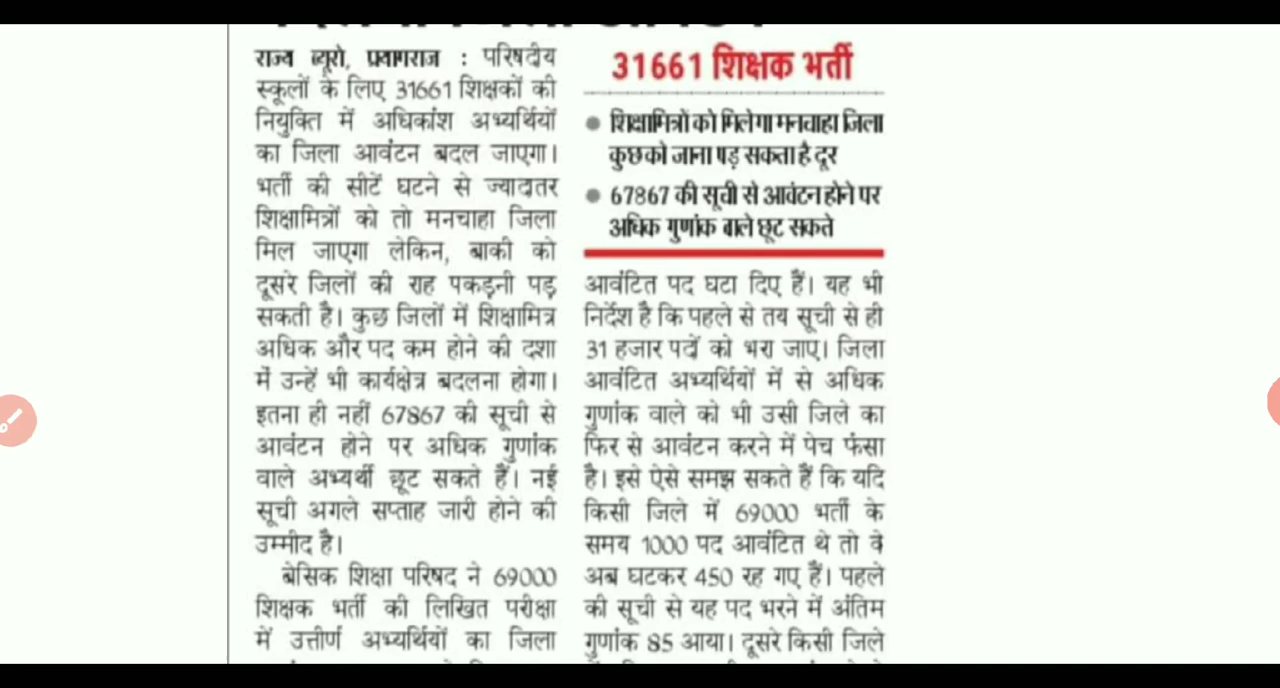 राज्य ब्यूरो, प्रयागराज : परिषदीय
स्कूलों के लिए 31661 शिक्षकों की
नियुक्ति में अधिकांश अभ्यर्थियों
का जिला आवंटन बदल जाएगा।
भर्ती की सीटें घटने से ज्यादातर
शिक्षामित्रों को तो मनचाहा जिला
मिल जाएगा लेकिन, बाकी को
दूसरे जिलों की राह पकड़नी पड़
सकती है। कुछ जिलों में शिक्षामित्र
अधिक और पद कम होने की दशा
में उन्हें भी कार्यक्षेत्र बदलना होगा।
इतना ही नहीं 67867 की सूची से
आवंटन होने पर अधिक गुणांक
वाले अभ्यर्थी छूट सकते हैं। नई
सूची अगले सप्ताह जारी होने की
उम्मीद है।
बेसिक शिक्षा परिषद ने 69000
शिक्षक भर्ती की लिखित परीक्षा
में उत्तीर्ण अभ्यर्थियों का जिला
31661 शिक्षक भर्ती
शिक्षामित्रों को मिलेगा मनचाहा जिला
कुछ को जाना पड़ सकता है दूर
67867 की सूची से आवंटन होने पर
अधिक गुणांक वाले छूट सकते
आवंटित पद घटा दिए हैं। यह भी
निर्देश है कि पहले से तय सूची से ही
31 हजार पदों को भरा जाए। जिला
आवंटित अभ्यर्थियों में से अधिक
गुणांक वाले को भी उसी जिले का
फिर से आवंटन करने में पेच फंसा
है। इसे ऐसे समझ सकते हैं कि यदि
किसी जिले में 69000 भर्ती के
समय 1000 पद आवंटित थे तो वे
अब घटकर 450 रह गए हैं। पहले
की सूची से यह पद भरने में अंतिम
गुणांक 85 आया। दूसरे किसी जिले